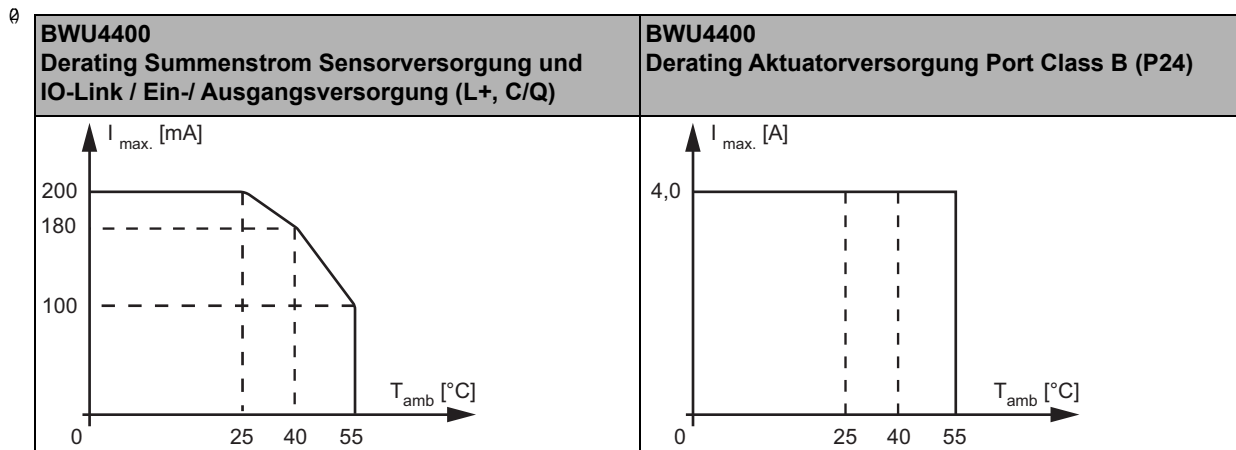 BWU4400
Derating Summenstrom Sensorversorgung und
IO-Link / Ein-/ Ausgangsversorgung (L+, C/Q)
BWU4400
Derating Aktuatorversorgung Port Class B (P24)
I max. [mA]
200
180
100
T amb [°C]
0 25 40 55
I max. [A]
4,0
T amb [°C]
0 25 40 55